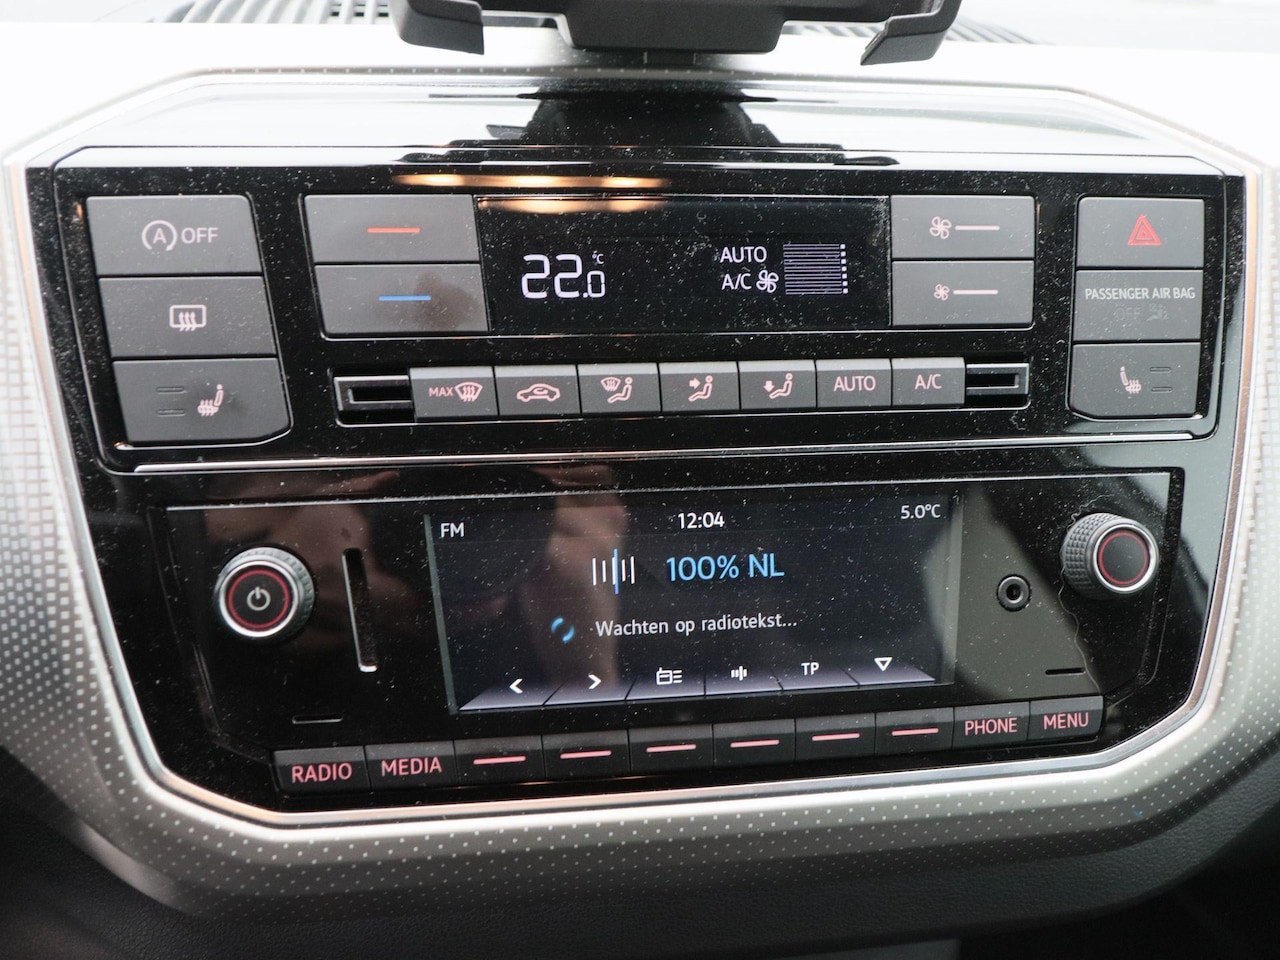 A OFF
22.0 °C
AUTO
A/C
PASSENGER AIR BAG
OFF
MAX
AUTO
A/C
FM
12:04
5.0°C
100% NL
Wachten op radiotekst...
TP
RADIO
MEDIA
PHONE
MENU